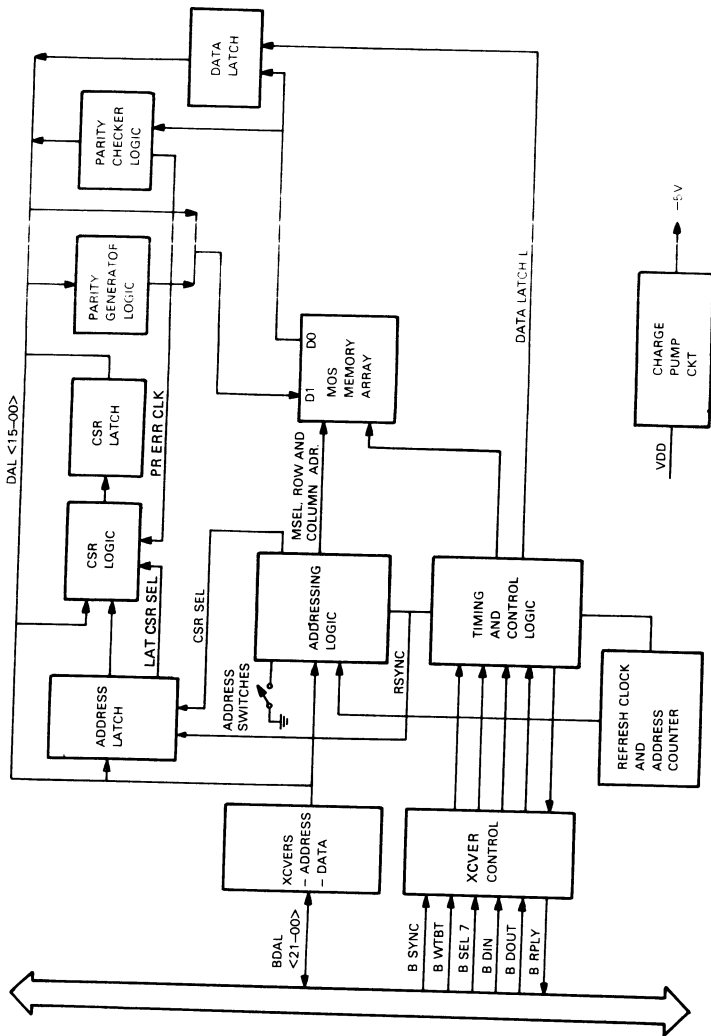 DAL <15–00>
DATA
LATCH
PARITY
CHECKER
LOGIC
PARITY
GENERATOR
LOGIC
CSR
LATCH
CSR
LOGIC
ADDRESS
LATCH
PR ERR CLK
LAT CSR SEL
CSR SEL
ADDRESS
SWITCHES
ADDRESSING
LOGIC
MSEL, ROW AND
COLUMN ADR.
D1
D0
MOS
MEMORY
ARRAY
XCVERS
– ADDRESS
– DATA
BDAL
<21–00>
RSYNC
TIMING
AND
CONTROL
LOGIC
DATA LATCH L
XCVER
CONTROL
B SYNC
B WTBT
B SEL 7
B DIN
B DOUT
B RPLY
REFRESH CLOCK
AND ADDRESS
COUNTER
VDD
CHARGE
PUMP
CKT
–5V